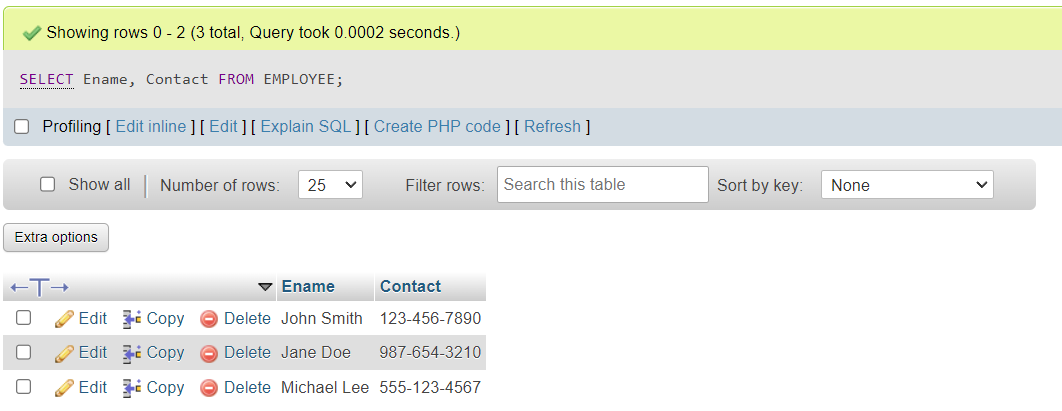 Showing rows 0 - 2 (3 total, Query took 0.0002 seconds.)
SELECT Ename, Contact FROM EMPLOYEE;
Profiling [ Edit inline ] [ Edit ] [ Explain SQL ] [ Create PHP code ] [ Refresh ]
Show all Number of rows: 25 Filter rows: Search this table Sort by key: None
Extra options
Ename Contact
Edit Copy Delete John Smith 123-456-7890
Edit Copy Delete Jane Doe 987-654-3210
Edit Copy Delete Michael Lee 555-123-4567